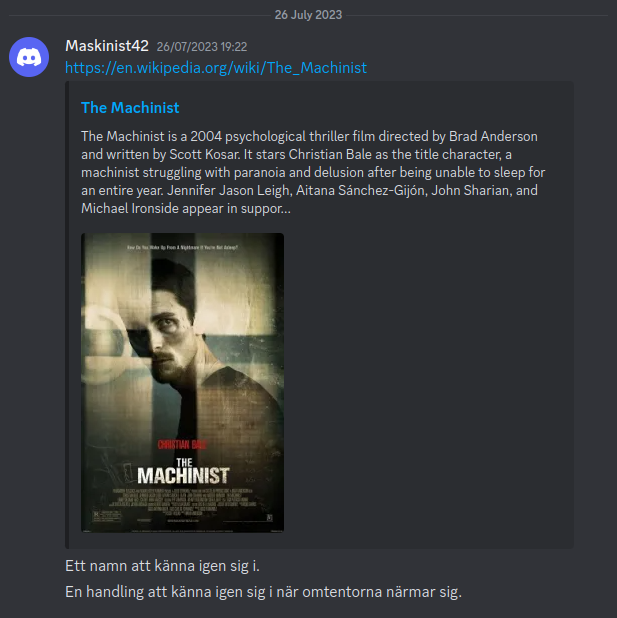 26 July 2023
Maskinist42 26/07/2023 19:22
https://en.wikipedia.org/wiki/The_Machinist
The Machinist
The Machinist is a 2004 psychological thriller film directed by Brad Anderson
and written by Scott Kosar. It stars Christian Bale as the title character, a
machinist struggling with paranoia and delusion after being unable to sleep for
an entire year. Jennifer Jason Leigh, Aitana Sánchez-Gijón, John Sharian, and
Michael Ironside appear in suppor...
How Do You Wake Up From A Nightmare If You're Not Asleep?
CHRISTIAN BALE
THE
MACHINIST
Ett namn att känna igen sig i.
En handling att känna igen sig i när omtentorna närmar sig.